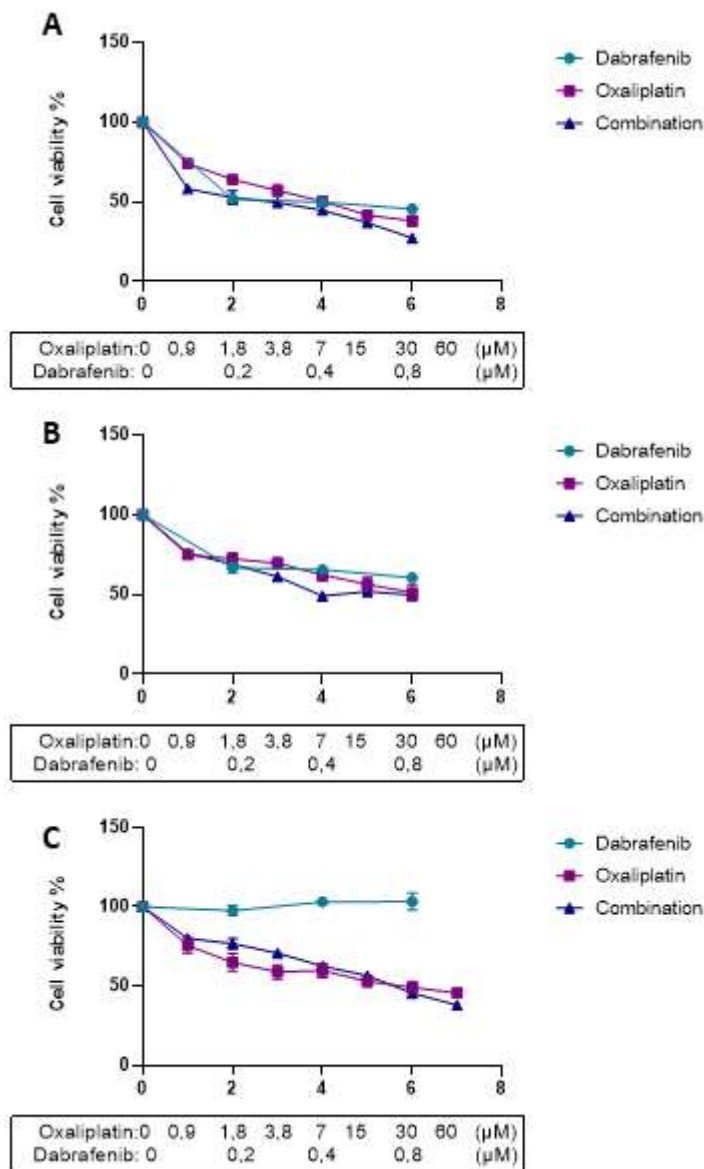 A
150
100
50
0
Cell viability %
0 2 4 6 8
Dabrafenib
Oxaliplatin
Combination
Oxaliplatin:0 0,9 1,8 3,8 7 15 30 60 (µM)
Dabrafenib: 0 0,2 0,4 0,8 (µM)
B
150
100
50
0
Cell viability %
0 2 4 6 8
Dabrafenib
Oxaliplatin
Combination
Oxaliplatin:0 0,9 1,8 3,8 7 15 30 60 (µM)
Dabrafenib: 0 0,2 0,4 0,8 (µM)
C
150
100
50
0
Cell viability %
0 2 4 6 8
Dabrafenib
Oxaliplatin
Combination
Oxaliplatin:0 0,9 1,8 3,8 7 15 30 60 (µM)
Dabrafenib: 0 0,2 0,4 0,8 (µM)